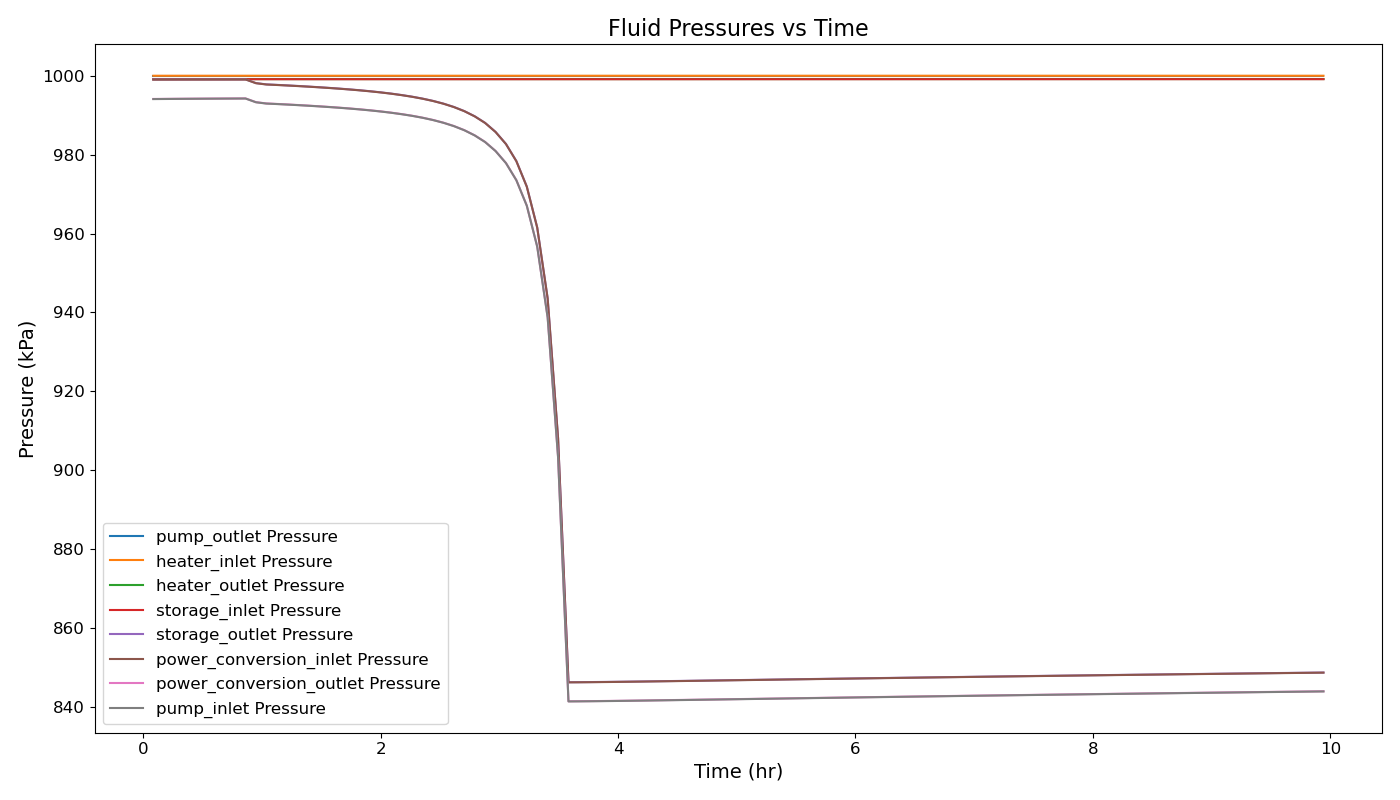 Fluid Pressures vs Time
1000
980
960
940
920
900
880
860
840
Pressure (kPa)
pump_outlet Pressure
heater_inlet Pressure
heater_outlet Pressure
storage_inlet Pressure
storage_outlet Pressure
power_conversion_inlet Pressure
power_conversion_outlet Pressure
pump_inlet Pressure
0 2 4 6 8 10
Time (hr)